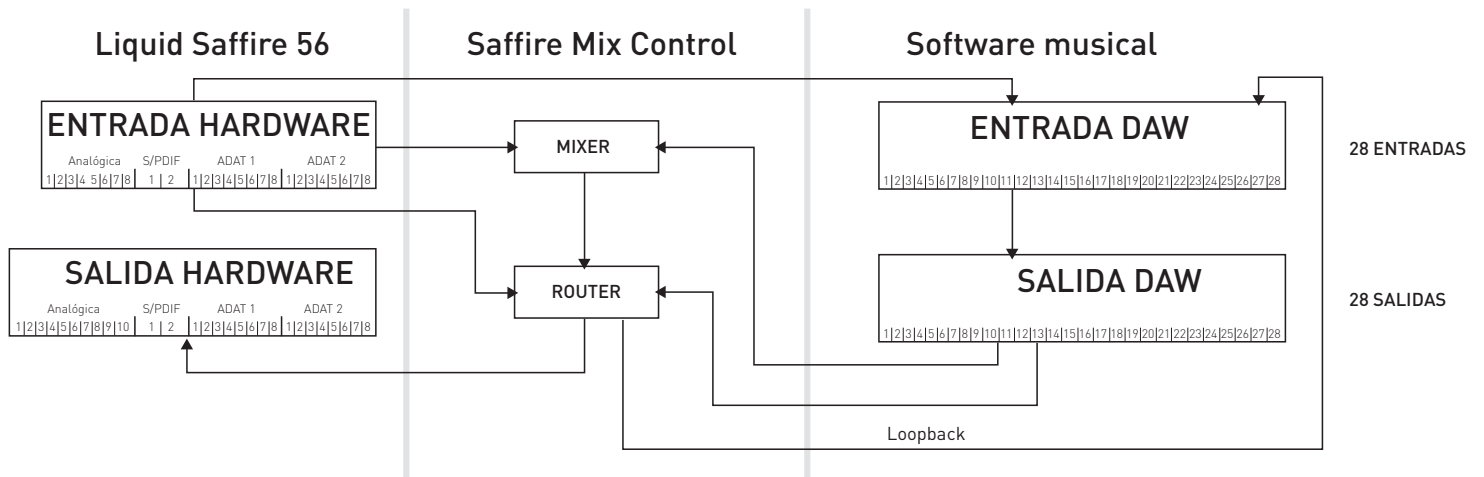 Liquid Saffire 56
Saffire Mix Control
Software musical
ENTRADA HARDWARE
Analógica S/PDIF ADAT 1 ADAT 2
1|2|3|4 5|6|7|8 1 2 1|2|3|4|5|6|7|8 1|2|3|4|5|6|7|8
MIXER
ENTRADA DAW
1|2|3|4|5|6|7|8|9|10|11|12|13|14|15|16|17|18|19|20|21|22|23|24|25|26|27|28
28 ENTRADAS
SALIDA HARDWARE
Analógica S/PDIF ADAT 1 ADAT 2
1|2|3|4|5|6|7|8|9|10 1 2 1|2|3|4|5|6|7|8 1|2|3|4|5|6|7|8
ROUTER
SALIDA DAW
1|2|3|4|5|6|7|8|9|10|11|12|13|14|15|16|17|18|19|20|21|22|23|24|25|26|27|28
28 SALIDAS
Loopback